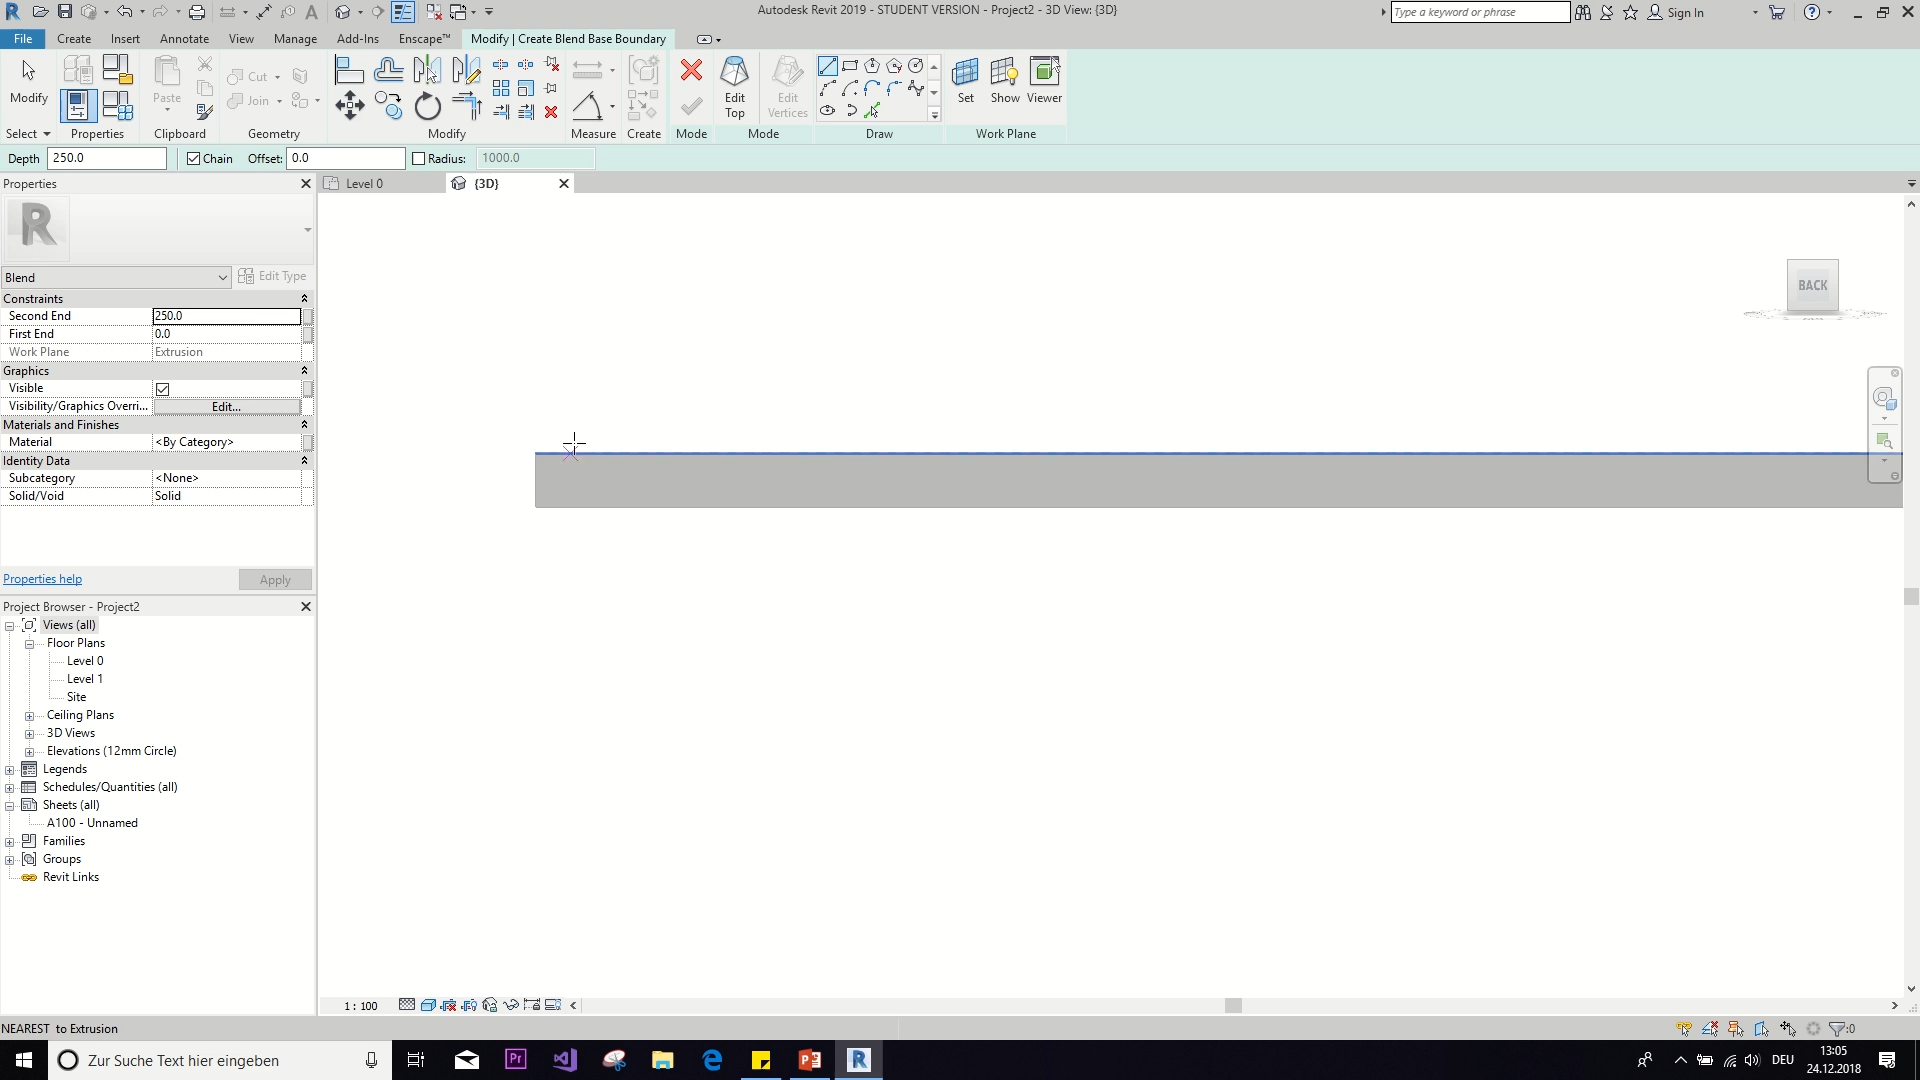 Autodesk Revit 2019 - STUDENT VERSION - Project2 - 3D View: {3D}
Type a keyword or phrase
Sign In
File
Create
Insert
Annotate
View
Manage
Add-Ins
Enscape™
Modify | Create Blend Base Boundary
Modify
Paste
Cut
Join
Edit Top
Edit Vertices
Set
Show
Viewer
Select
Properties
Clipboard
Geometry
Modify
Measure
Create
Mode
Mode
Draw
Work Plane
Depth 250.0
Chain
Offset: 0.0
Radius: 1000.0
Properties
Level 0
{3D}
Blend
Edit Type
Constraints
Second End 250.0
First End 0.0
Work Plane Extrusion
Graphics
Visible
Visibility/Graphics Overri... Edit...
Materials and Finishes
Material <By Category>
Identity Data
Subcategory <None>
Solid/Void Solid
Properties help
Apply
BACK
Project Browser - Project2
Views (all)
Floor Plans
Level 0
Level 1
Site
Ceiling Plans
3D Views
Elevations (12mm Circle)
Legends
Schedules/Quantities (all)
Sheets (all)
A100 - Unnamed
Families
Groups
Revit Links
1 : 100
NEAREST to Extrusion
:0
Zur Suche Text hier eingeben
DEU
13:05
24.12.2018